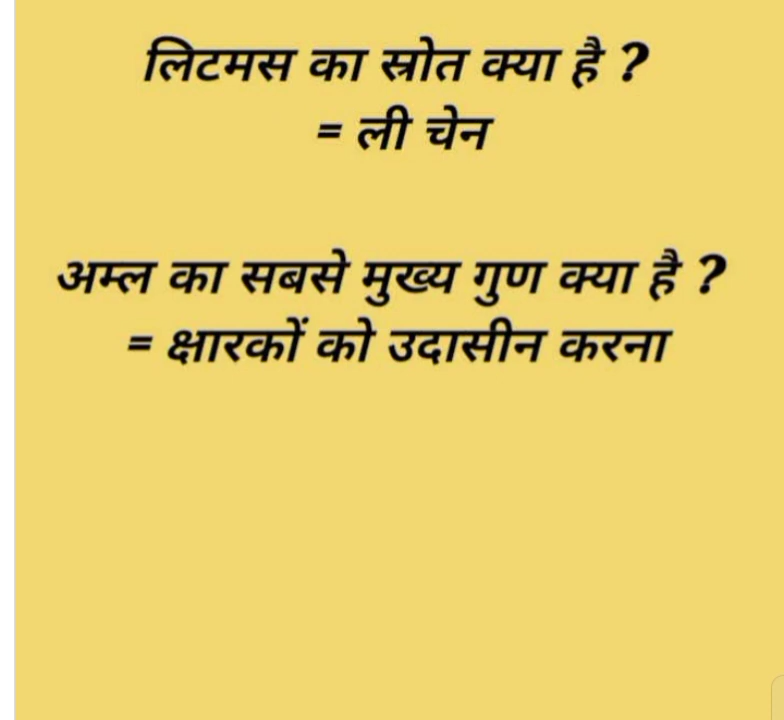 लिटमस का स्रोत क्या है ?
= ली चेन
अम्ल का सबसे मुख्य गुण क्या है ?
= क्षारकों को उदासीन करना